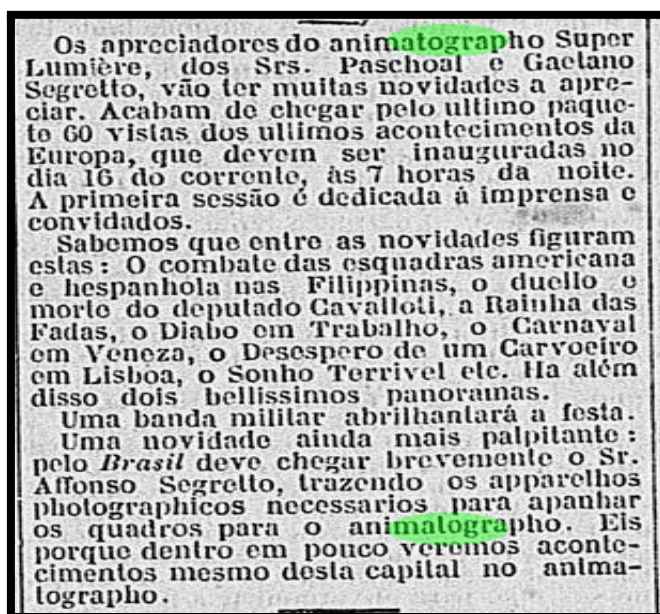 Os apreciadores do animatographo Super
Lumière, dos Srs. Paschoal e Gaetano
Segretto, vão ter muitas novidades a apre-
ciar. Acabam de chegar pelo ultimo paque-
te 60 vistas dos ultimos acontecimentos da
Europa, que devem ser inauguradas no
dia 16 do corrente, às 7 horas da noite.
A primeira sessão é dedicada á imprensa e
convidados.
Sabemos que entre as novidades figuram
estas: O combate das esquadras americana
e hespanhola nas Filippinas, o duello e
morte do deputado Cavalloti, a Rainha das
Fadas, o Diabo em Trabalho, o Carnaval
em Veneza, o Desespero de um Carvoeiro
em Lisboa, o Sonho Terrivel etc. Ha além
disso dois bellissimos panoramas.
Uma banda militar abrilhantará a festa.
Uma novidade ainda mais palpitante:
pelo Brasil deve chegar brevemente o Sr.
Affonso Segretto, trazendo os apparelhos
photographicos necessarios para apanhar
os quadros para o animatographo. Eis
porque dentro em pouco veremos aconte-
cimentos mesmo desta capital no anima-
tographo.